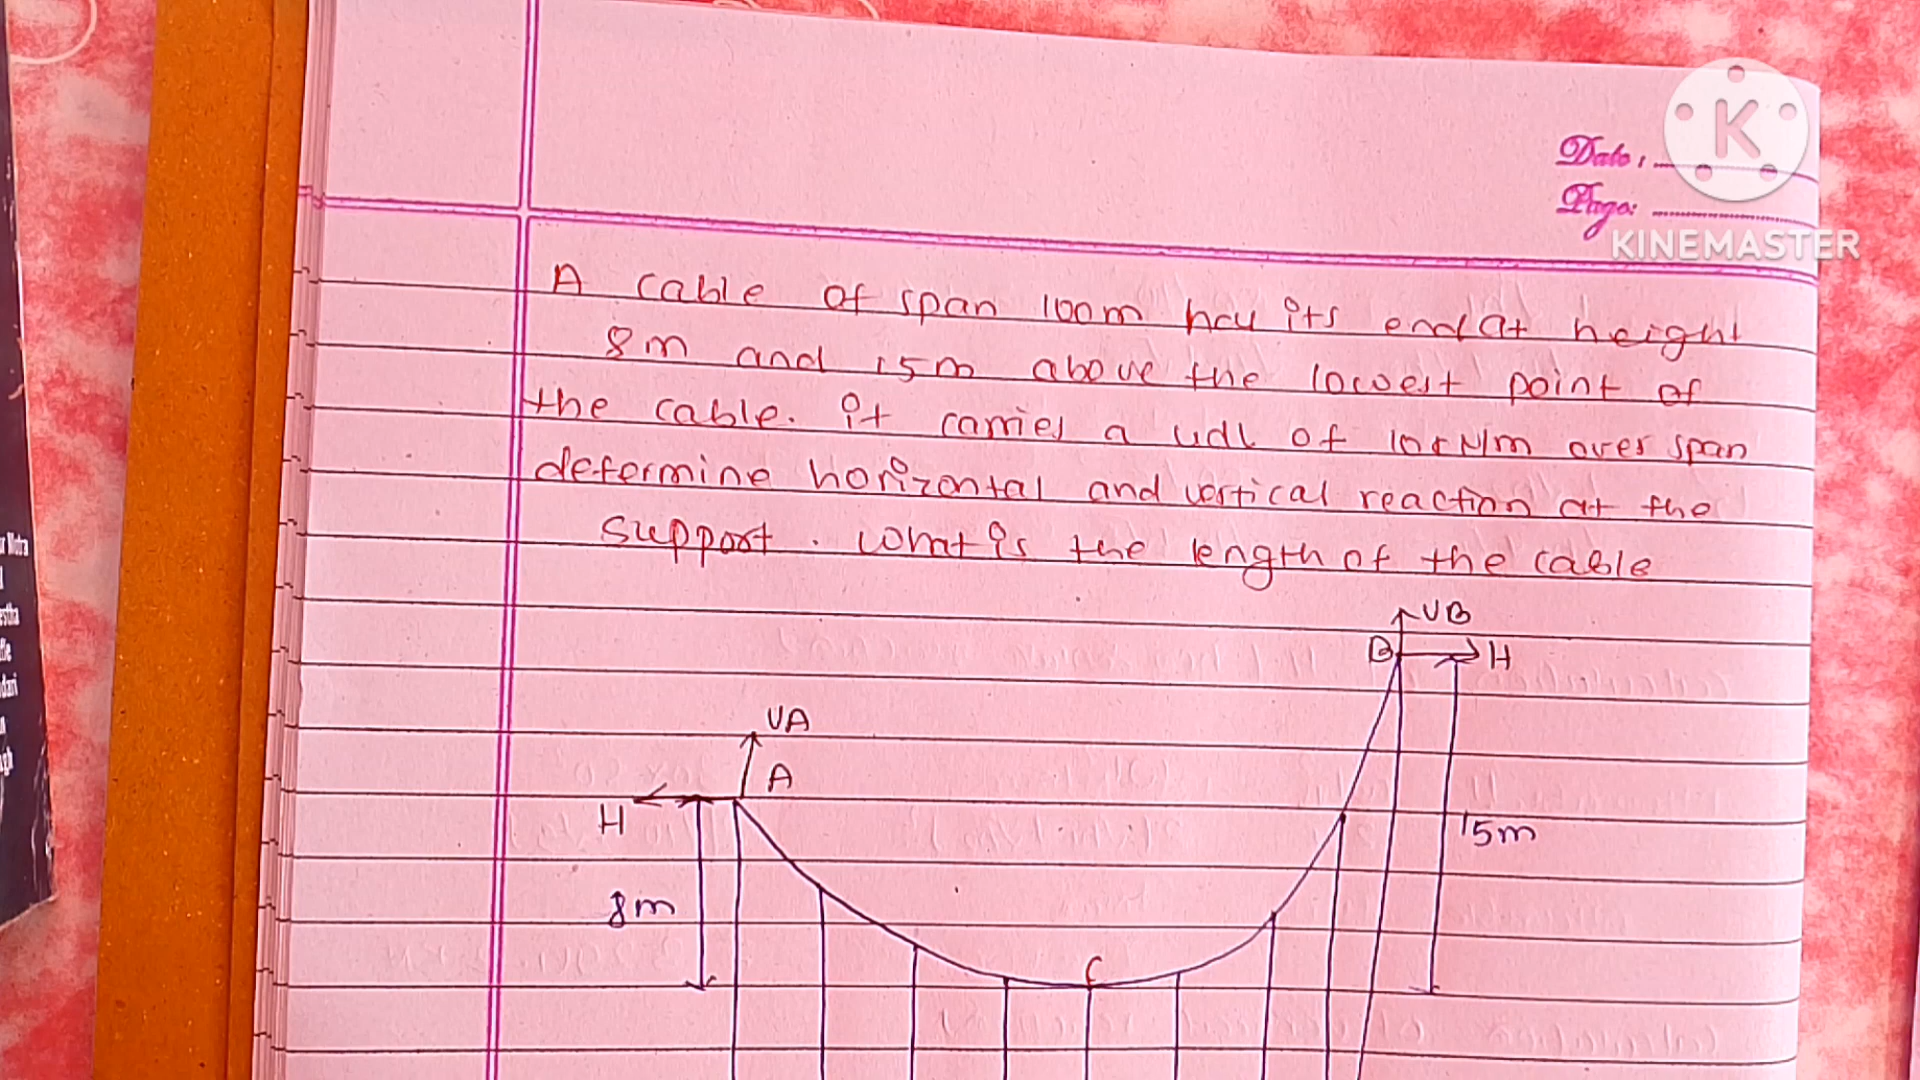 Date:
Page:
K
KINEMASTER
A cable of span 100m has its end at height
8m and 15m above the lowest point of
the cable. it carries a udl of 10kN/m over span
determine horizontal and vertical reaction at the
support. what is the length of the cable
VB
B H
VA
A
H
15m
8m
C